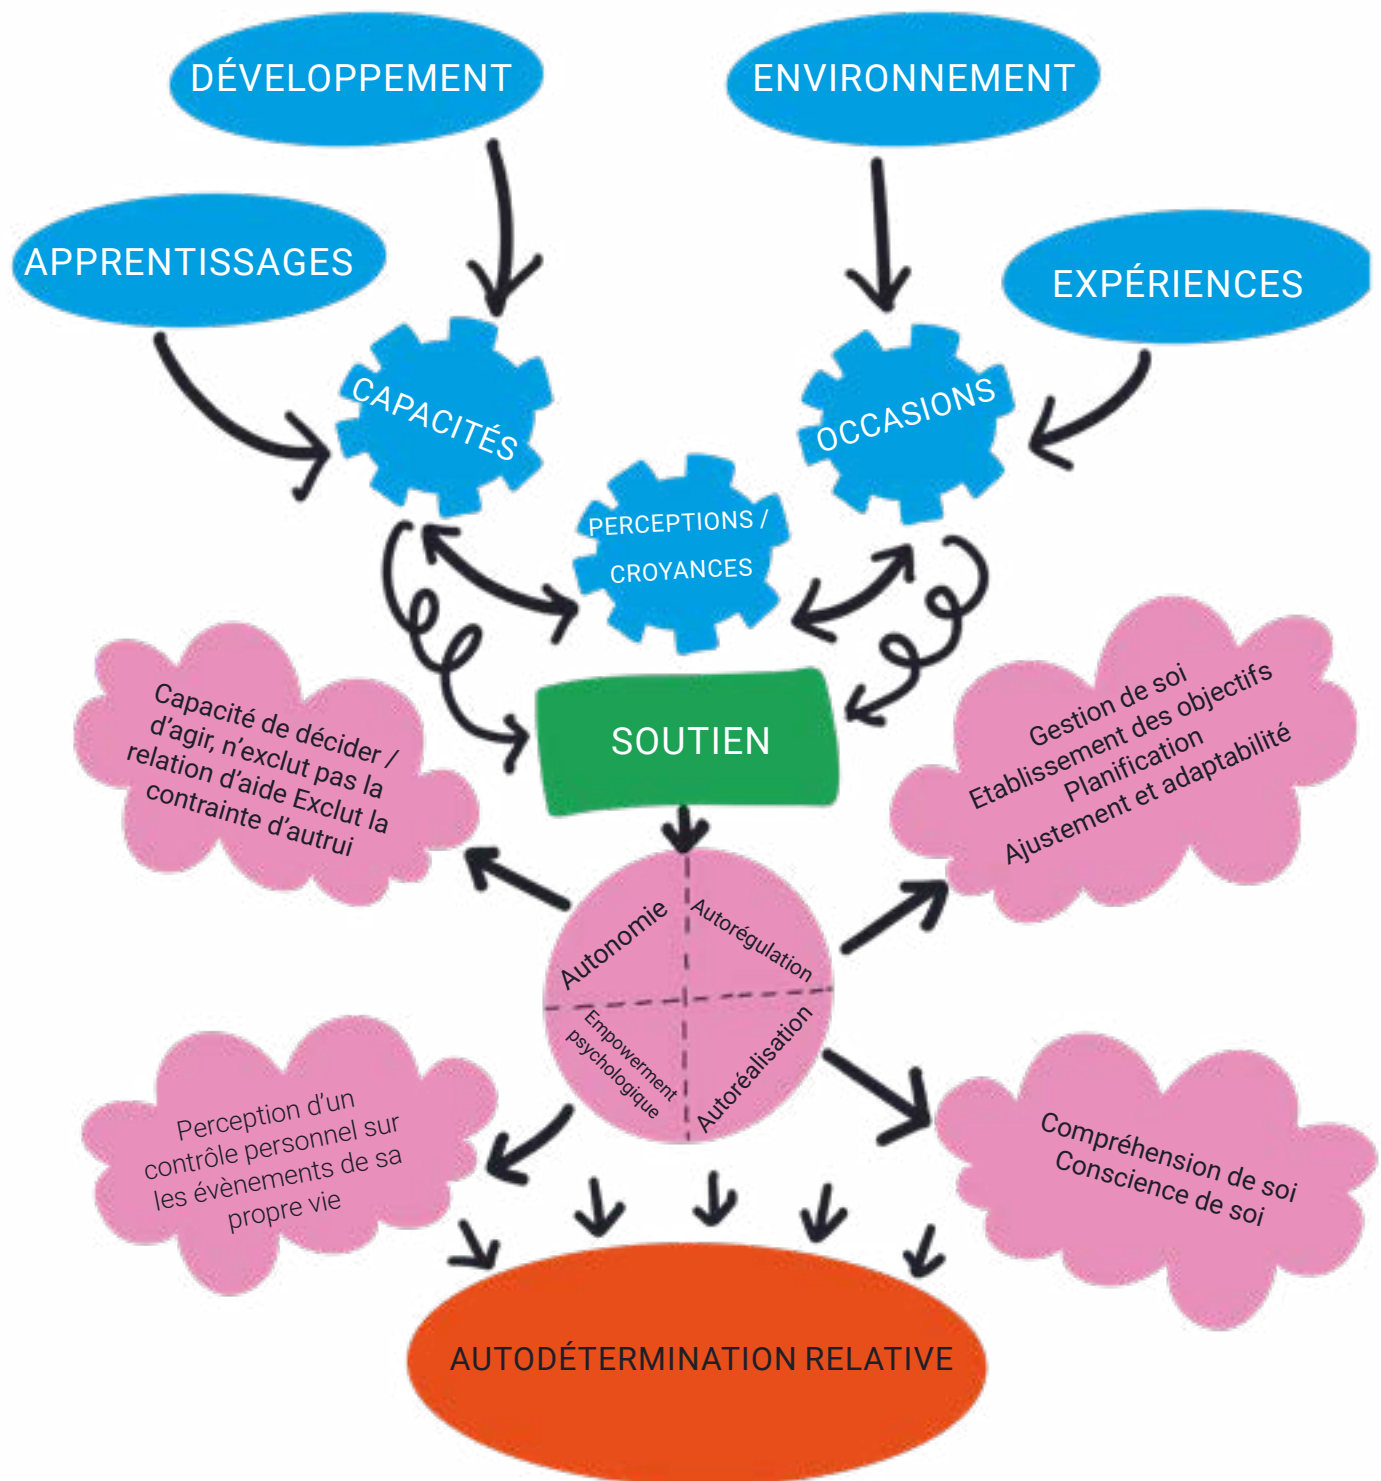 DÉVELOPPEMENT
ENVIRONNEMENT
APPRENTISSAGES
EXPÉRIENCES
CAPACITÉS
OCCASIONS
PERCEPTIONS /
CROYANCES
SOUTIEN
Capacité de décider /
d'agir, n'exclut pas la
relation d'aide Exclut la
contrainte d'autrui
Gestion de soi
Etablissement des objectifs
Planification
Ajustement et adaptabilité
Autonomie
Autorégulation
Empowerment
psychologique
Autoréalisation
Perception d'un
contrôle personnel sur
les évènements de sa
propre vie
Compréhension de soi
Conscience de soi
AUTODÉTERMINATION RELATIVE